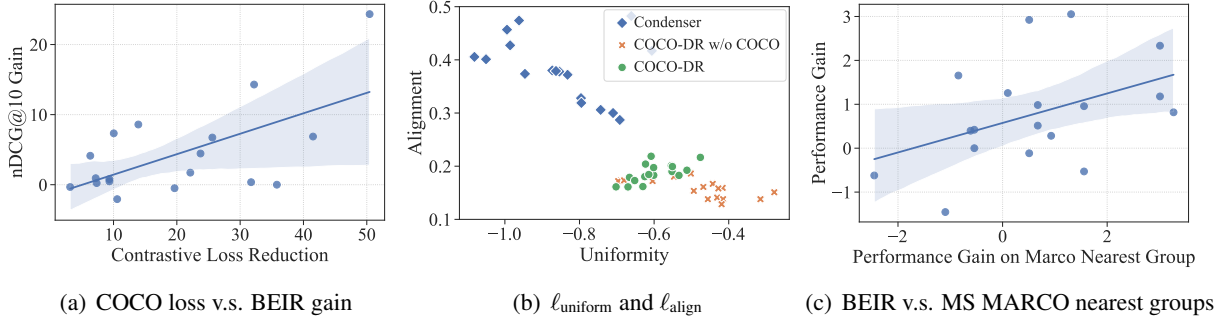 nDCG@10 Gain
20
10
0
10
20
30
40
50
Contrastive Loss Reduction
(a) COCO loss v.s. BEIR gain
Alignment
0.5
0.4
0.3
0.2
0.1
Condenser
COCO-DR w/o COCO
COCO-DR
−1.0
−0.8
−0.6
−0.4
Uniformity
(b) ℓuniform and ℓalign
Performance Gain
3
2
1
0
−1
−2
0
2
Performance Gain on Marco Nearest Group
(c) BEIR v.s. MS MARCO nearest groups